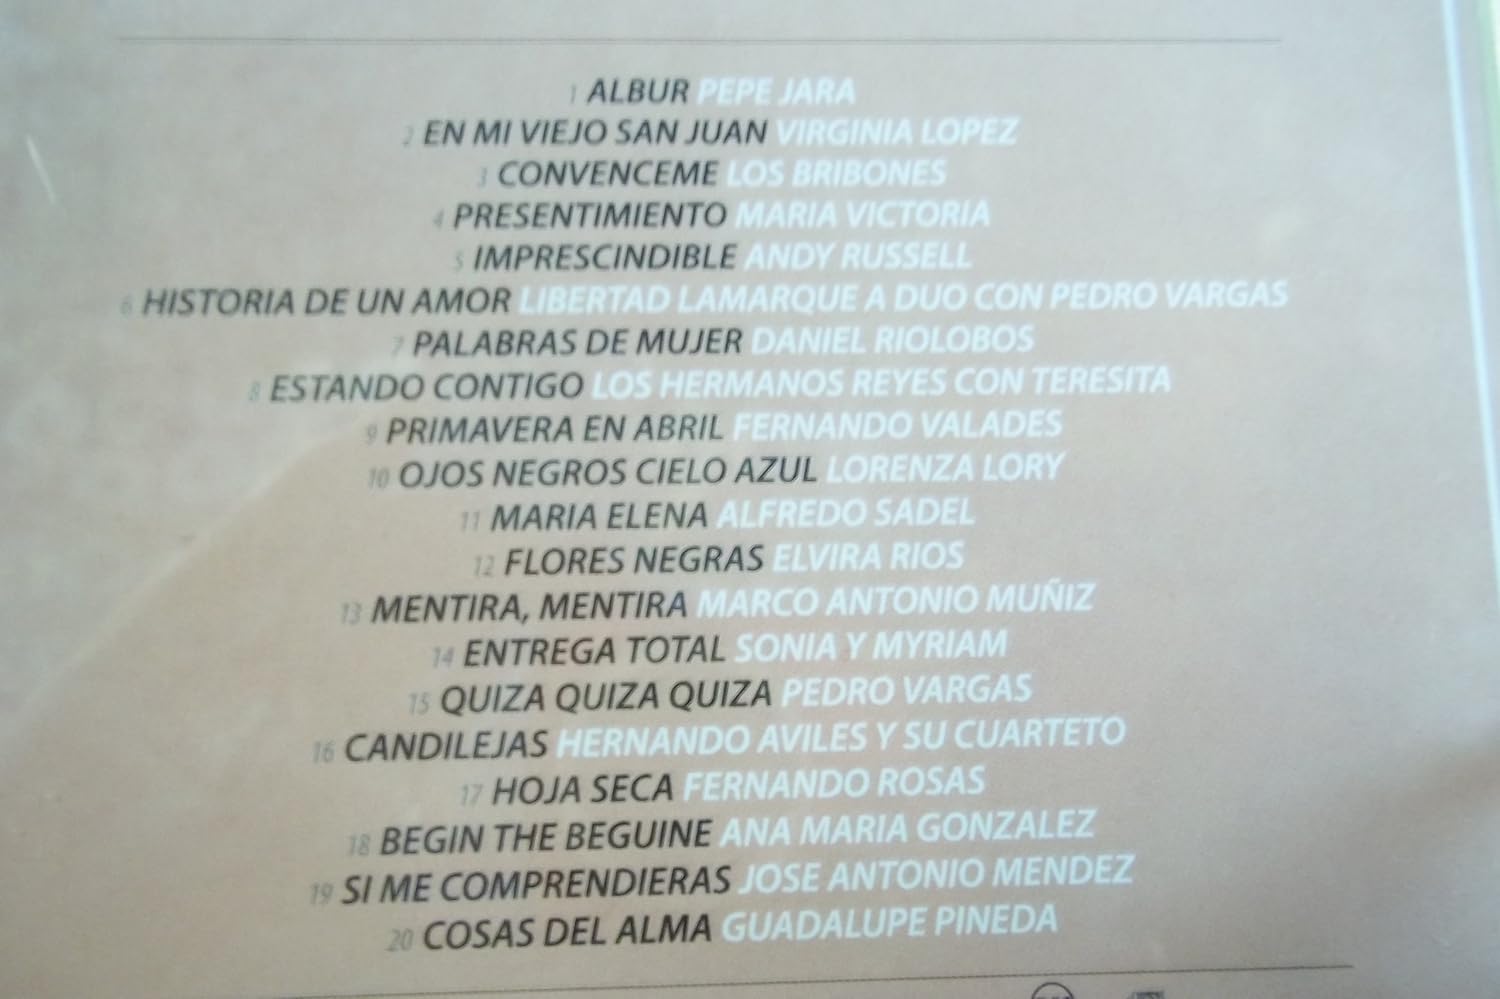 1 ALBUR PEPE JARA
2 EN MI VIEJO SAN JUAN VIRGINIA LOPEZ
3 CONVENCEME LOS BRIBONES
4 PRESENTIMIENTO MARIA VICTORIA
5 IMPRESCINDIBLE ANDY RUSSELL
6 HISTORIA DE UN AMOR LIBERTAD LAMARQUE A DUO CON PEDRO VARGAS
7 PALABRAS DE MUJER DANIEL RIOLOBOS
8 ESTANDO CONTIGO LOS HERMANOS REYES CON TERESITA
9 PRIMAVERA EN ABRIL FERNANDO VALADES
10 OJOS NEGROS CIELO AZUL LORENZA LORY
11 MARIA ELENA ALFREDO SADEL
12 FLORES NEGRAS ELVIRA RIOS
13 MENTIRA, MENTIRA MARCO ANTONIO MUÑIZ
14 ENTREGA TOTAL SONIA Y MYRIAM
15 QUIZA QUIZA QUIZA PEDRO VARGAS
16 CANDILEJAS HERNANDO AVILES Y SU CUARTETO
17 HOJA SECA FERNANDO ROSAS
18 BEGIN THE BEGUINE ANA MARIA GONZALEZ
19 SI ME COMPRENDIERAS JOSE ANTONIO MENDEZ
20 COSAS DEL ALMA GUADALUPE PINEDA